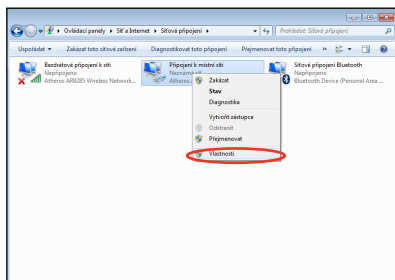 Ovládací panely ▸ Síť a Internet ▸ Síťová připojení ▸
Prohledat: Síťová připojení
Uspořádat ▾ Zakázat toto síťové zařízení Diagnostikovat toto připojení Přejmenovat toto připojení »
Bezdrátové připojení k síti
Nepřipojeno
Atheros AR9285 Wireless Network...
Připojení k místní síti
Neznámá síť
Atheros
Síťové připojení Bluetooth
Nepřipojeno
Bluetooth Device (Personal Area ...
Zakázat
Stav
Diagnostika
Vytvořit zástupce
Odstranit
Přejmenovat
Vlastnosti